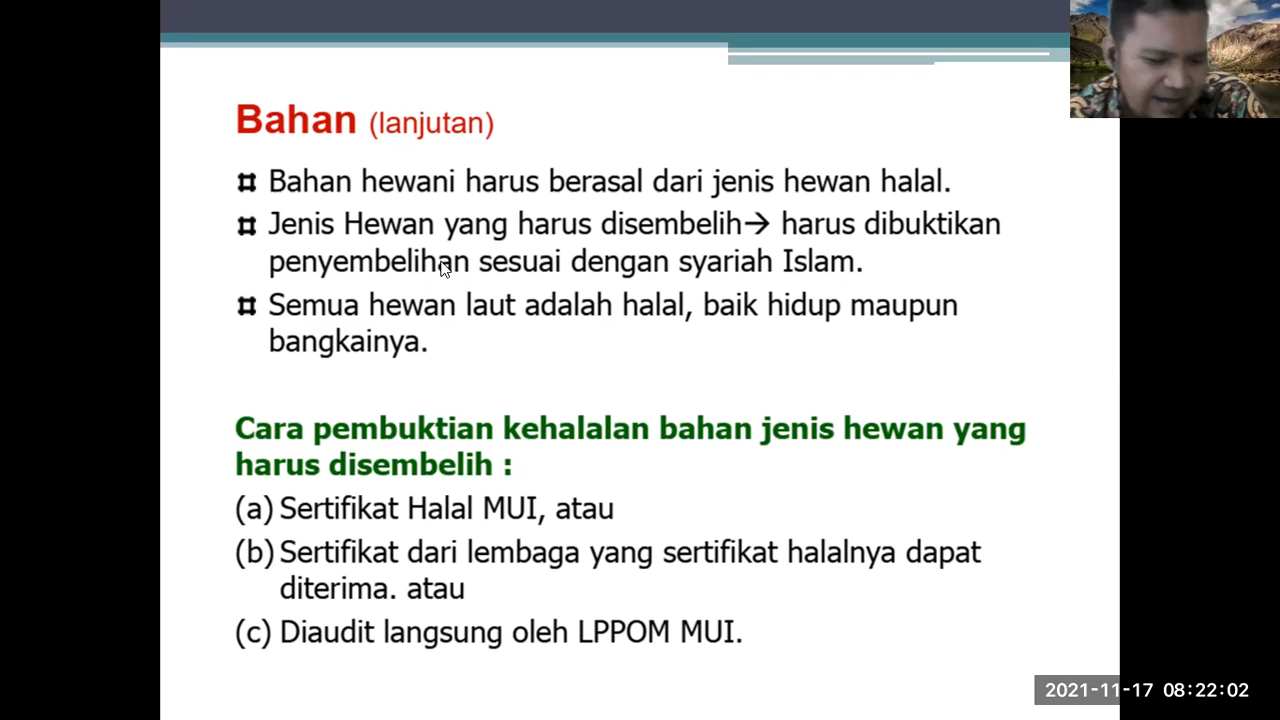 Bahan (lanjutan)
Bahan hewani harus berasal dari jenis hewan halal.
Jenis Hewan yang harus disembelih→ harus dibuktikan
penyembelihan sesuai dengan syariah Islam.
Semua hewan laut adalah halal, baik hidup maupun
bangkainya.
Cara pembuktian kehalalan bahan jenis hewan yang
harus disembelih :
(a) Sertifikat Halal MUI, atau
(b) Sertifikat dari lembaga yang sertifikat halalnya dapat
diterima. atau
(c) Diaudit langsung oleh LPPOM MUI.
2021-11-17 08:22:02